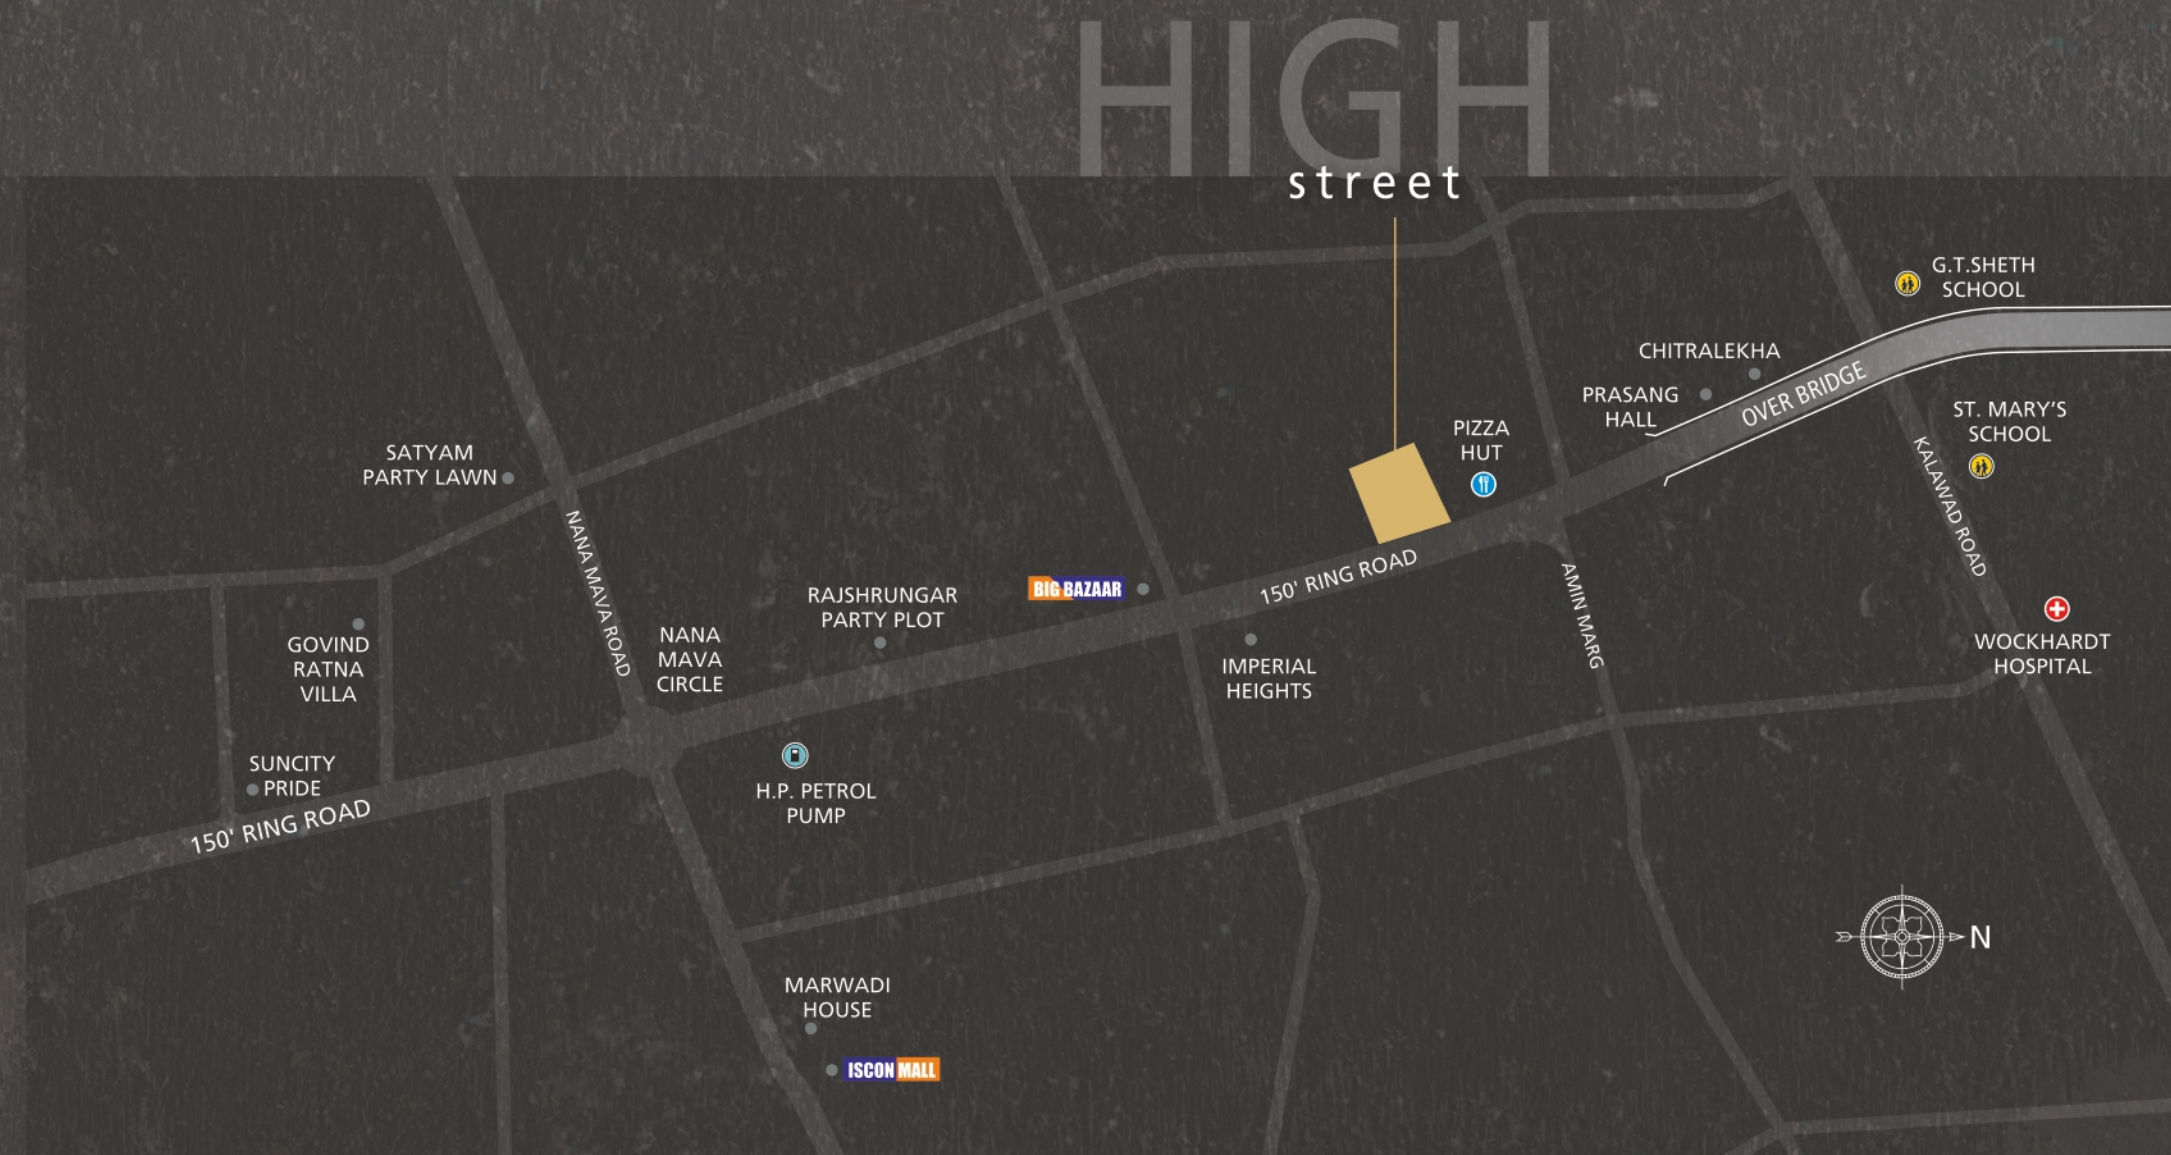 HIGH
street
G.T.SHETH
SCHOOL
CHITRALEKHA
PRASANG
HALL
OVER BRIDGE
ST. MARY'S
SCHOOL
PIZZA
HUT
SATYAM
PARTY LAWN
KALAWAD ROAD
NANA MAVA ROAD
150' RING ROAD
AMIN MARG
BIG BAZAAR
RAJSHRUNGAR
PARTY PLOT
NANA
MAVA
CIRCLE
GOVIND
RATNA
VILLA
IMPERIAL
HEIGHTS
WOCKHARDT
HOSPITAL
SUNCITY
PRIDE
150' RING ROAD
H.P. PETROL
PUMP
N
MARWADI
HOUSE
ISCON MALL